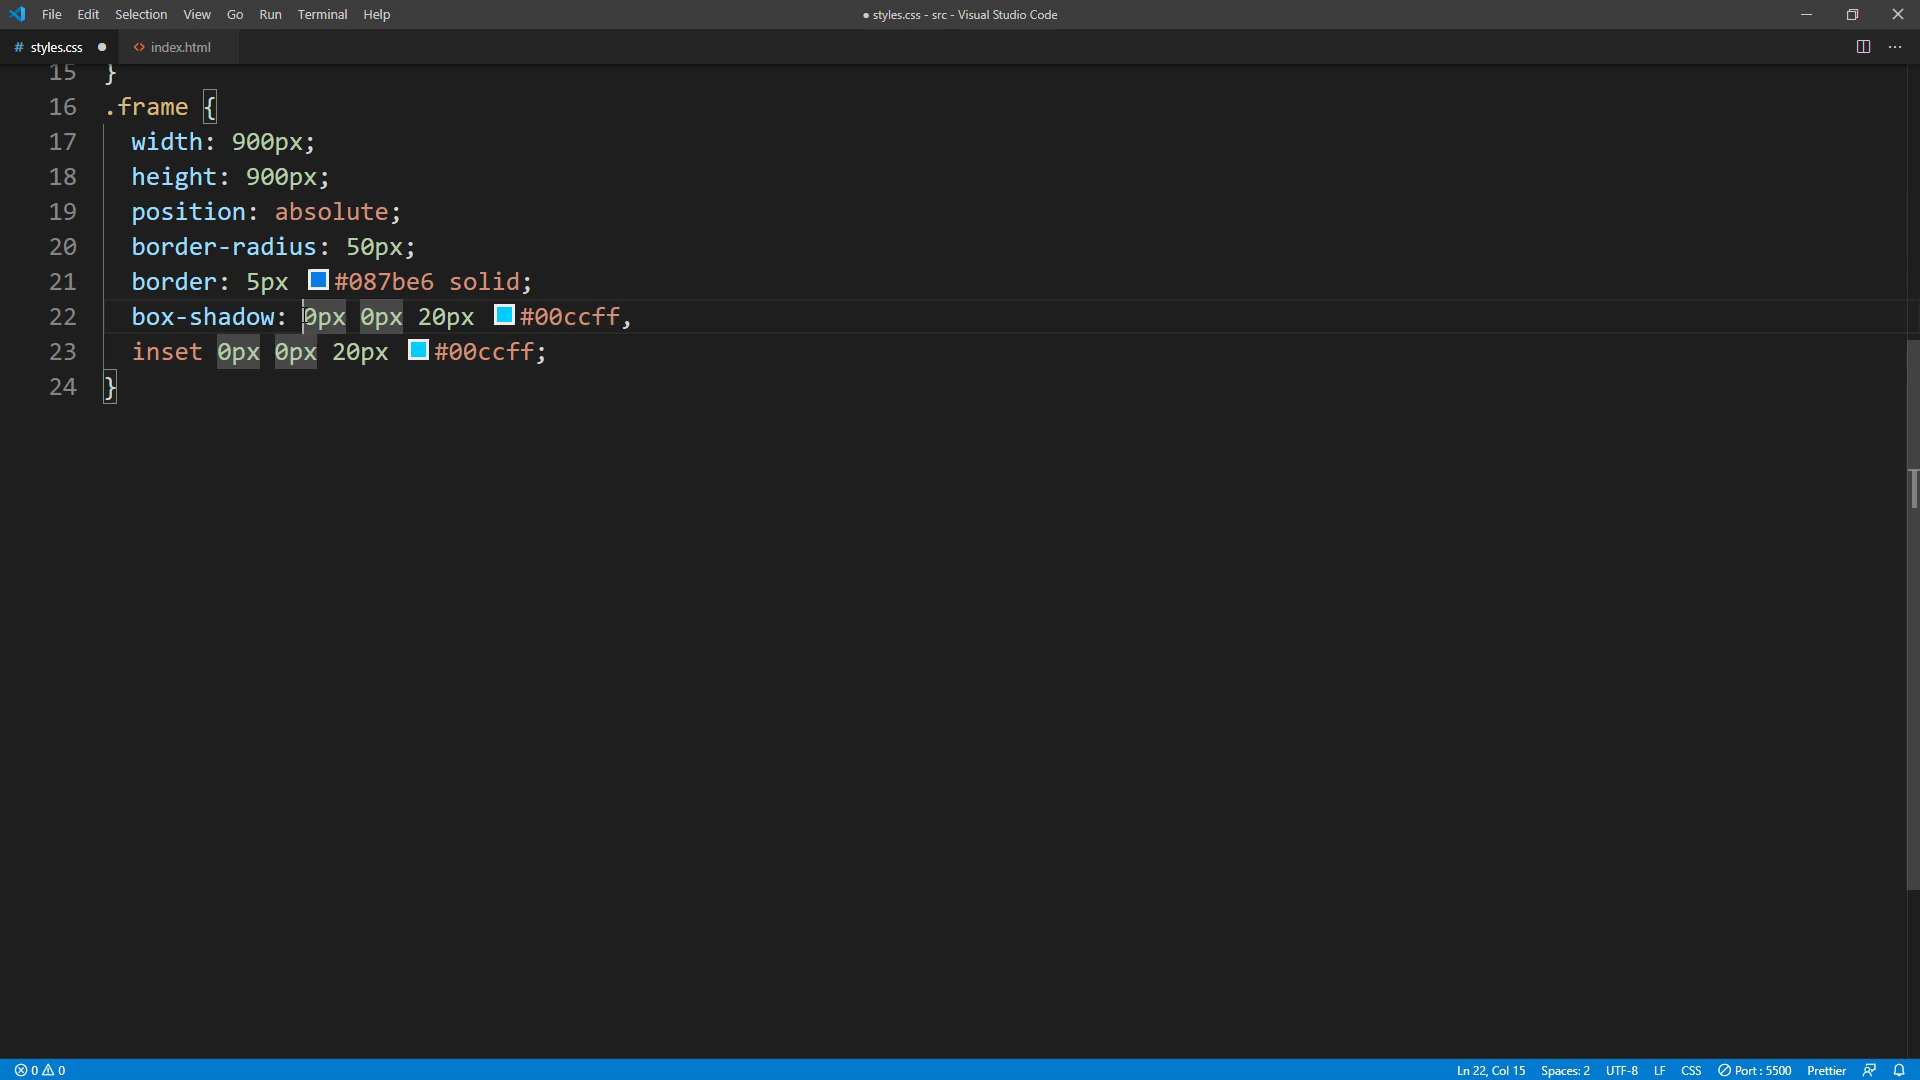 File Edit Selection View Go Run Terminal Help ● styles.css - src - Visual Studio Code
# styles.css ● <> index.html
15 }
16 .frame {
17 width: 900px;
18 height: 900px;
19 position: absolute;
20 border-radius: 50px;
21 border: 5px #087be6 solid;
22 box-shadow: 0px 0px 20px #00ccff,
23 inset 0px 0px 20px #00ccff;
24 }
0 0 Ln 22, Col 15 Spaces: 2 UTF-8 LF CSS Port : 5500 Prettier